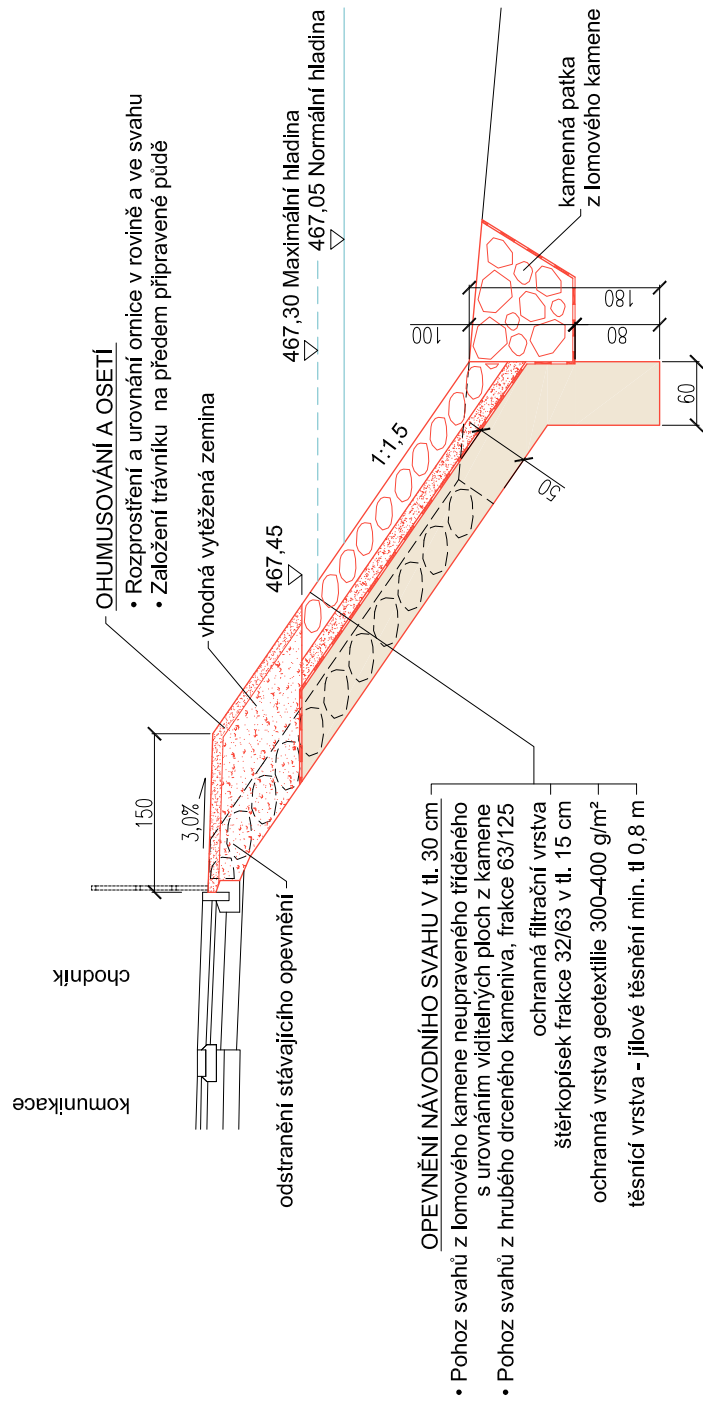 komunikace
chodník
150
3,0%
OHUMUSOVÁNÍ A OSETÍ
• Rozprostření a urovnání ornice v rovině a ve svahu
• Založení trávníku na předem připravené půdě
vhodná vytěžená zemina
odstranění stávajícího opevnění
467,45
467,30 Maximální hladina
467,05 Normální hladina
1:1,5
100
180
80
50
60
kamenná patka
z lomového kamene
OPEVNĚNÍ NÁVODNÍHO SVAHU V tl. 30 cm
• Pohoz svahů z lomového kamene neupraveného tříděného
s urovnáním viditelných ploch z kamene
• Pohoz svahů z hrubého drceného kameniva, frakce 63/125
ochranná filtrační vrstva
štěrkopísek frakce 32/63 v tl. 15 cm
ochranná vrstva geotextilie 300-400 g/m²
těsnící vrstva - jílové těsnění min. tl 0,8 m